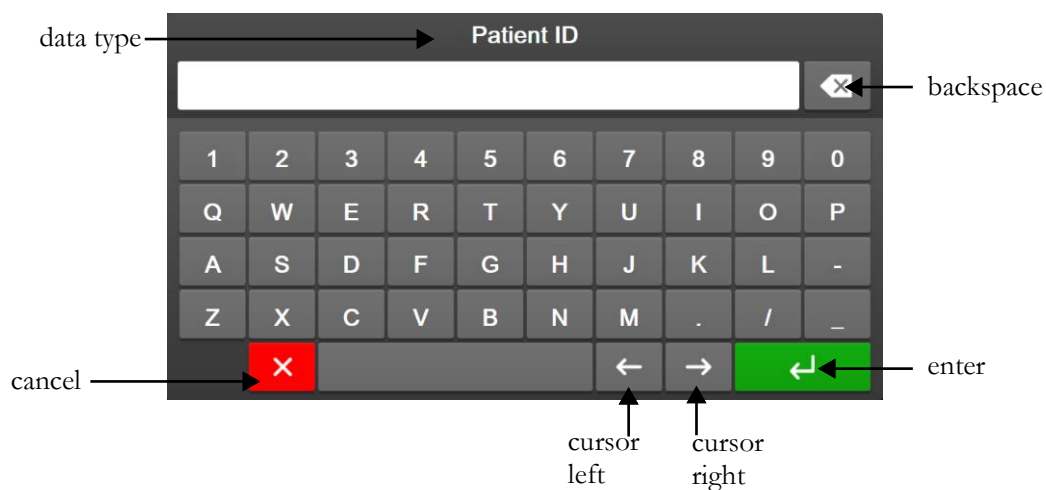 data type
Patient ID
backspace
1 2 3 4 5 6 7 8 9 0
Q W E R T Y U I O P
A S D F G H J K L -
Z X C V B N M . / _
cancel
enter
cursor
left
cursor
right